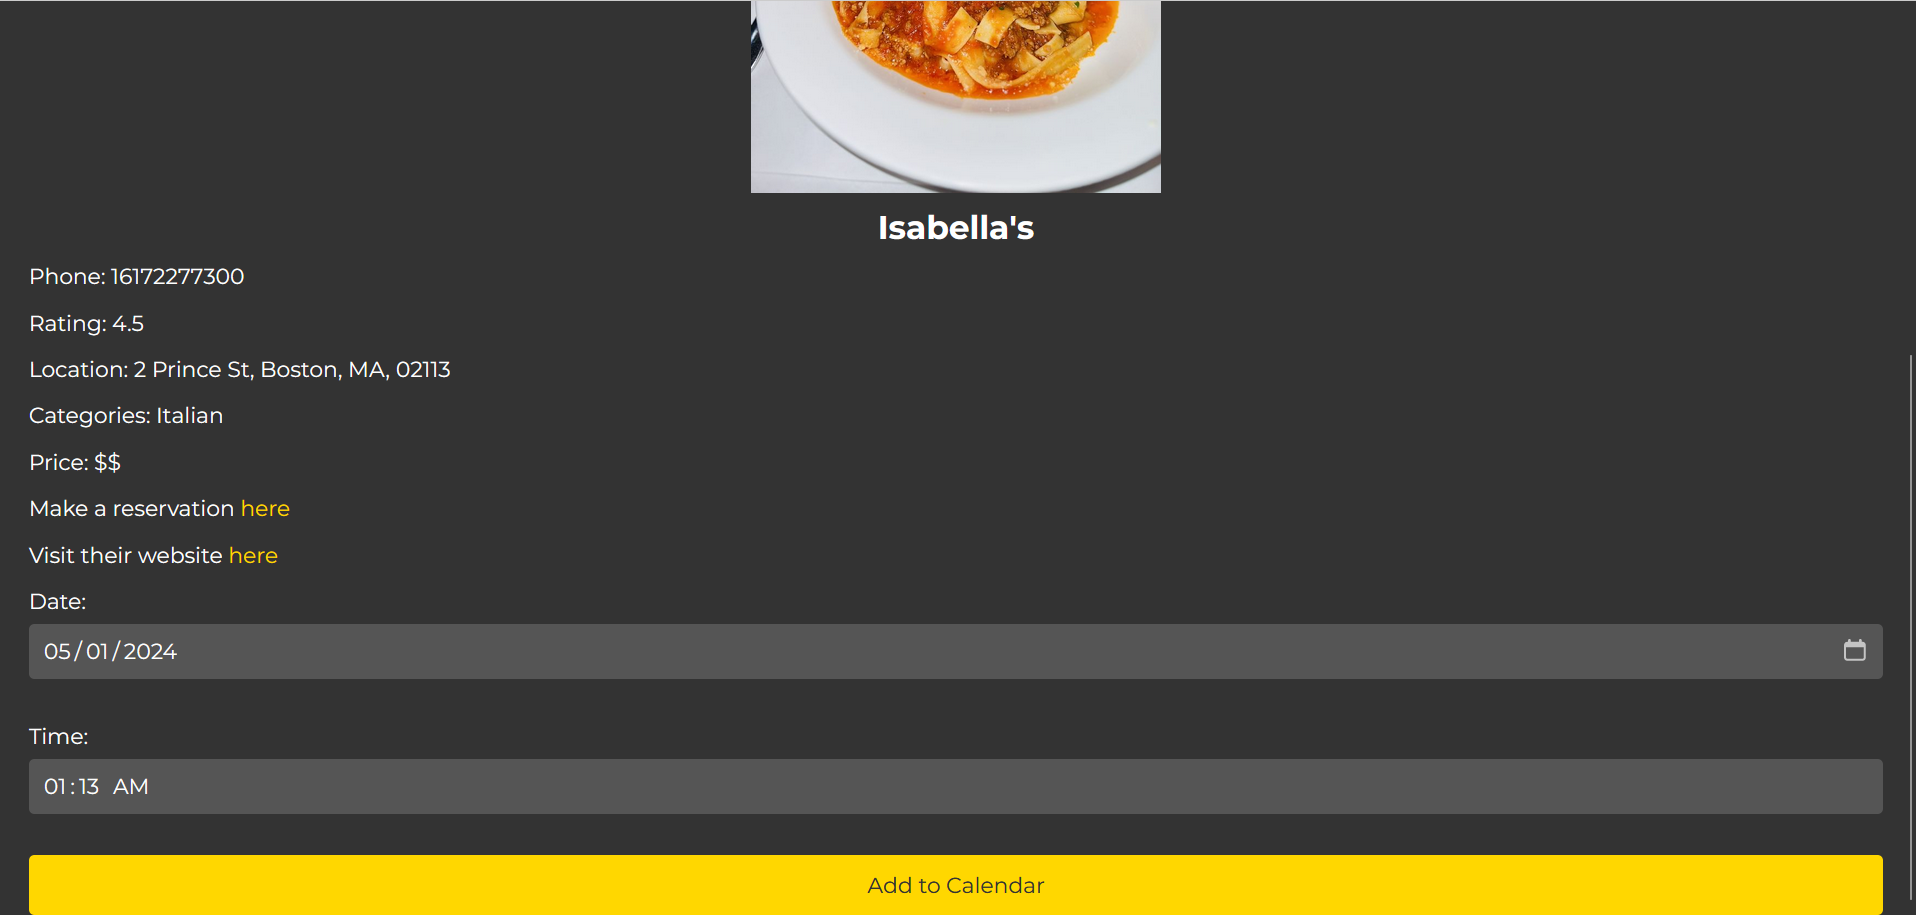 Isabella's
Phone: 16172277300
Rating: 4.5
Location: 2 Prince St, Boston, MA, 02113
Categories: Italian
Price: $$
Make a reservation here
Visit their website here
Date:
05/01/2024
Time:
01:13 AM
Add to Calendar